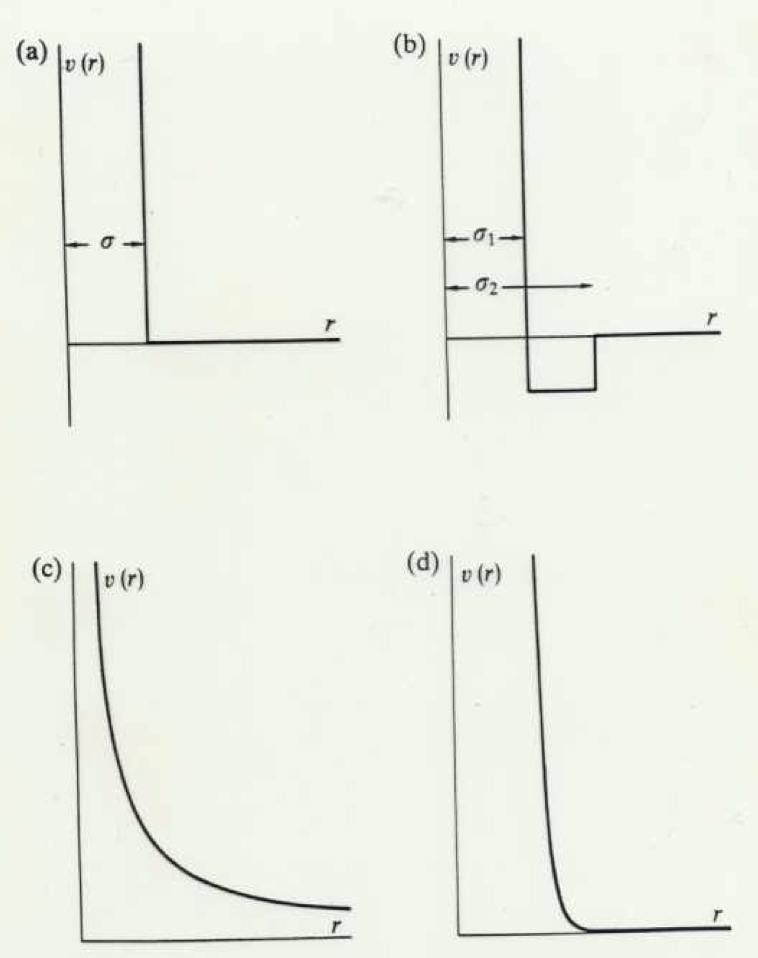 (a) v (r)
σ
r
(b) v (r)
σ₁
σ₂
r
(c) v (r)
r
(d) v (r)
r